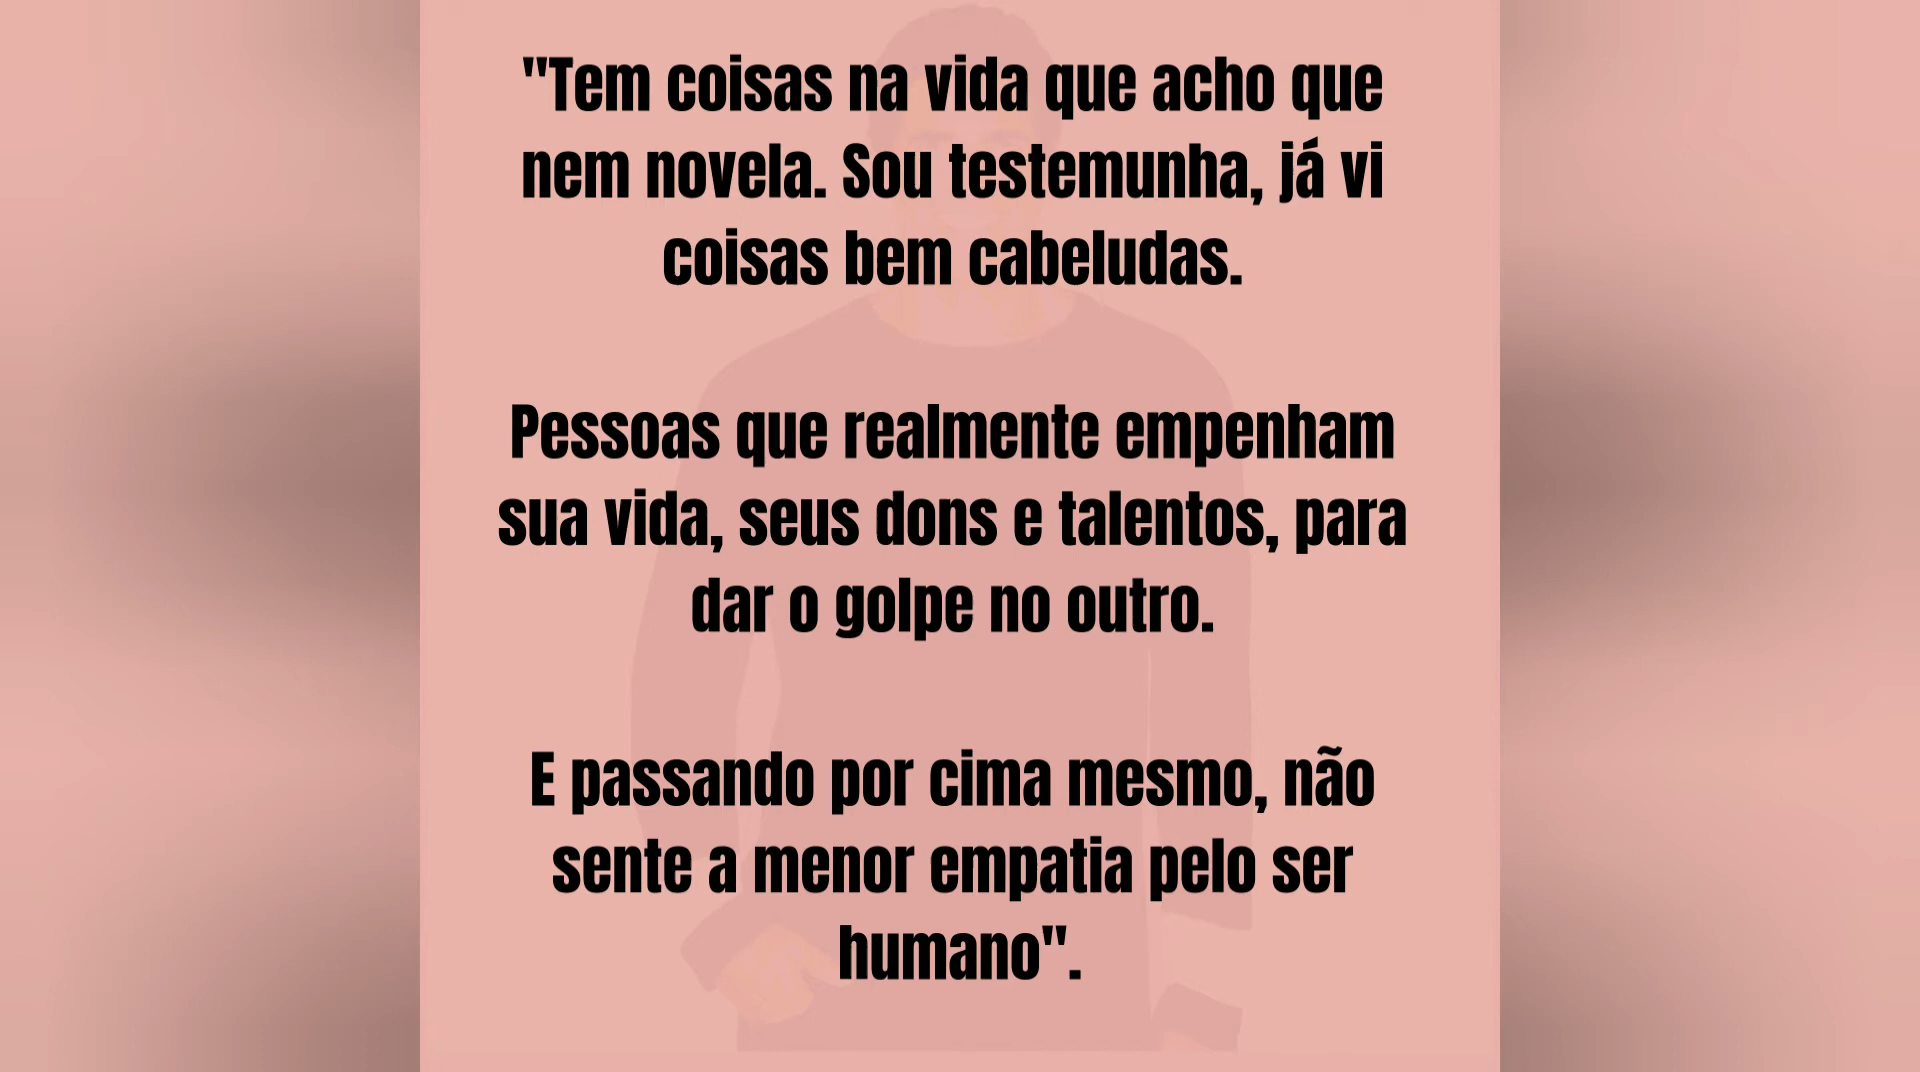 "Tem coisas na vida que acho que
nem novela. Sou testemunha, já vi
coisas bem cabeludas.
Pessoas que realmente empenham
sua vida, seus dons e talentos, para
dar o golpe no outro.
E passando por cima mesmo, não
sente a menor empatia pelo ser
humano".